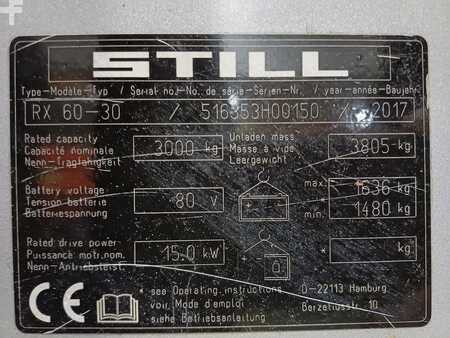 STILL
Type-Modèle-Typ / Serial no.-No. de série-Serien-Nr. / year-année-Baujahr
RX 60-30 / 516353H00150 / 2017
Rated capacity
Capacité nominale
Nenn-Tragfähigkeit
3000 kg
Unladen mass
Masse à vide
Leergewicht
3805 kg
Battery voltage
Tension batterie
Batteriespannung
80 V
max. 1636 kg
min. 1480 kg
Rated drive power
Puissance motr.nom.
Nenn-Antriebsleist.
15.0 kW
* kg
* see Operating instructions
voir Mode d'emploi
siehe Betriebsanleitung
D-22113 Hamburg
Berzeliusstr. 10
CE